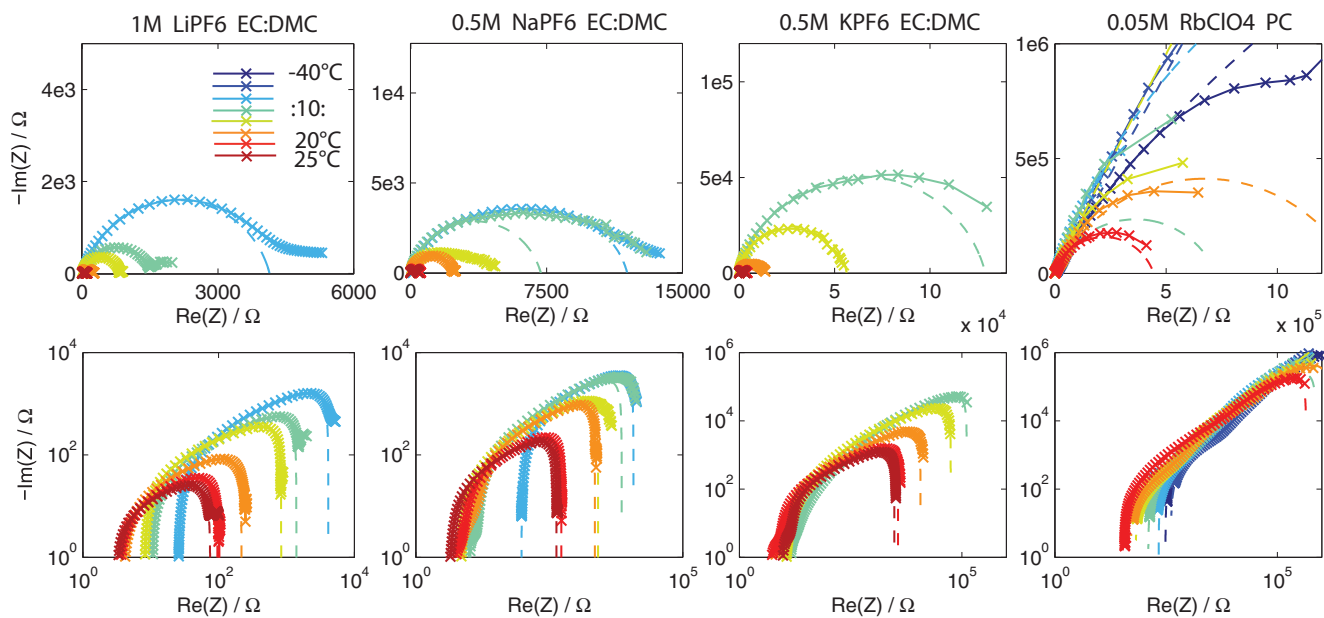 1M LiPF6 EC:DMC
0.5M NaPF6 EC:DMC
0.5M KPF6 EC:DMC
0.05M RbClO4 PC
−Im(Z) / Ω
4e3
2e3
0
-40°C
:10:
20°C
25°C
0 3000 6000
Re(Z) / Ω
1e4
5e3
0
0 7500 15000
Re(Z) / Ω
1e5
5e4
0
0 5 10
x 10^4
Re(Z) / Ω
1e6
5e5
0
0 5 10
x 10^5
Re(Z) / Ω
−Im(Z) / Ω
10^4
10^2
10^0
10^0 10^2 10^4
Re(Z) / Ω
10^4
10^2
10^0
10^0 10^5
Re(Z) / Ω
10^6
10^4
10^2
10^0
10^0 10^5
Re(Z) / Ω
10^6
10^4
10^2
10^0
10^0 10^5
Re(Z) / Ω